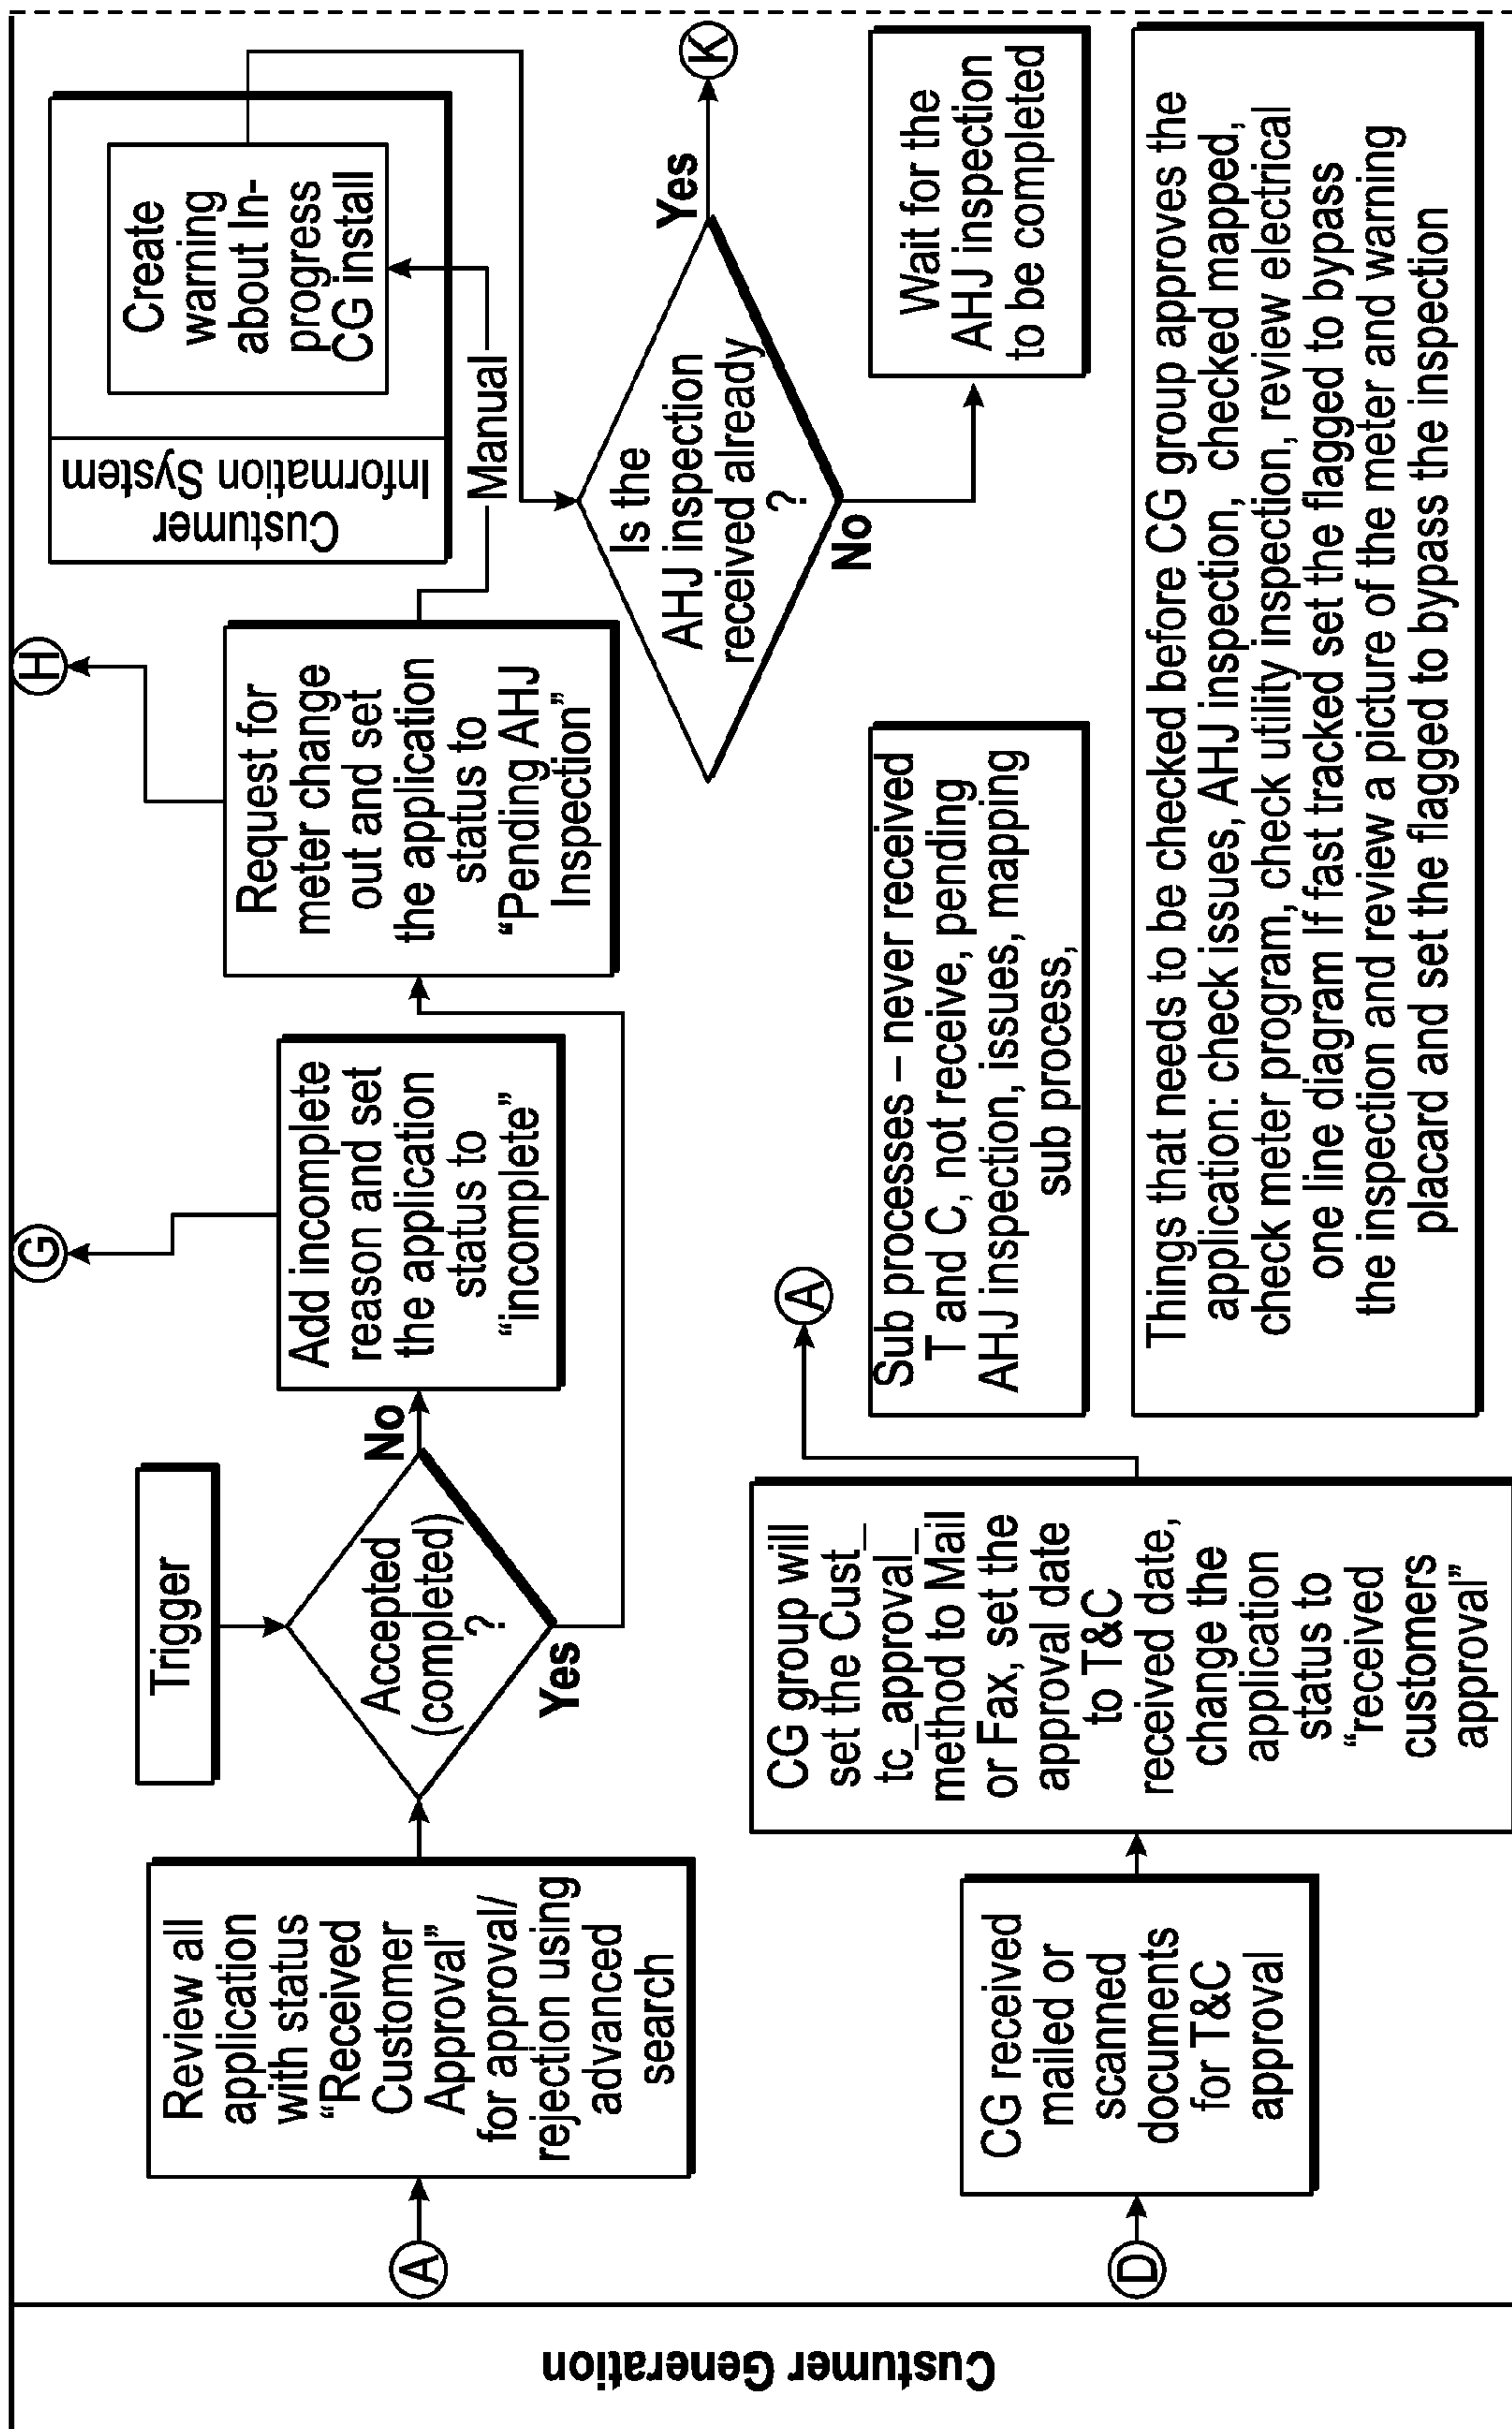 Custumer Generation
A
Review all
application
with status
“Received
Customer
Approval”
for approval/
rejection using
advanced
search
Trigger
Accepted
(completed)
?
No
Yes
G
Add incomplete
reason and set
the application
status to
“incomplete”
H
Request for
meter change
out and set
the application
status to
“Pending AHJ
Inspection”
Manual
Custumer
Information System
Create
warning
about In-
progress
CG install
Is the
AHJ inspection
received already
?
Yes
K
No
Wait for the
AHJ inspection
to be completed
D
CG received
mailed or
scanned
documents
for T&C
approval
CG group will
set the Cust_
tc_approval_
method to Mail
or Fax, set the
approval date
to T&C
received date,
change the
application
status to
“received
customers
approval”
A
Sub processes – never received
T and C, not receive, pending
AHJ inspection, issues, mapping
sub process,
Things that needs to be checked before CG group approves the
application: check issues, AHJ inspection, checked mapped,
check meter program, check utility inspection, review electrical
one line diagram If fast tracked set the flagged to bypass
the inspection and review a picture of the meter and warning
placard and set the flagged to bypass the inspection